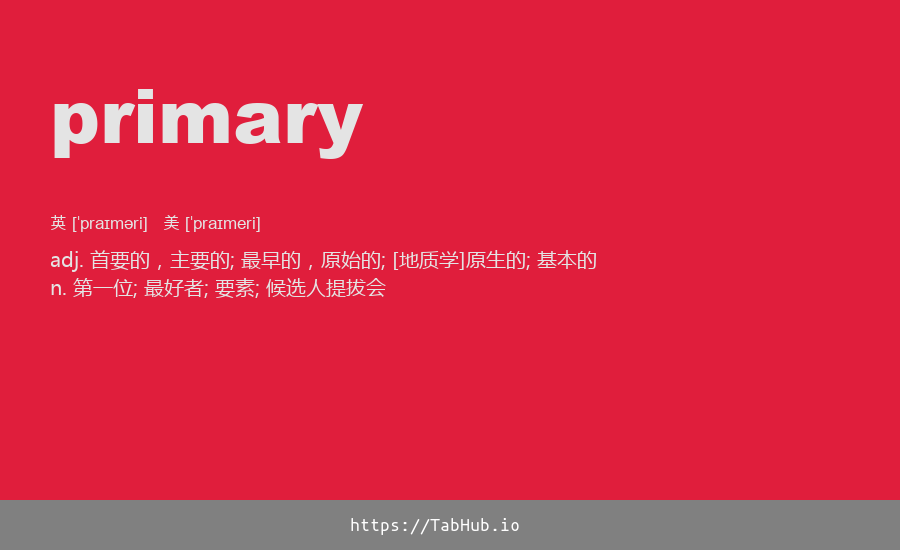 primary
英 [ˈpraɪməri] 美 [ˈpraɪmeri]
adj. 首要的，主要的; 最早的，原始的; [地质学]原生的; 基本的
n. 第一位; 最好者; 要素; 候选人提拔会
https://TabHub.io